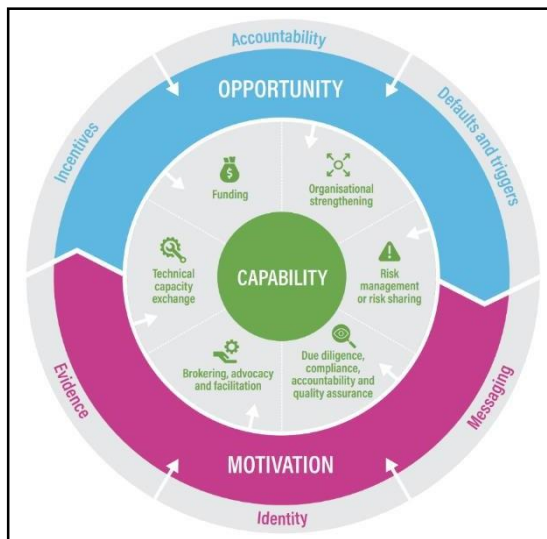 Accountability
OPPORTUNITY
Incentives
Defaults and triggers
Funding
Organisational
strengthening
Technical
capacity
exchange
CAPABILITY
Risk
management
or risk sharing
Brokering, advocacy
and facilitation
Due diligence,
compliance,
accountability and
quality assurance
Evidence
Messaging
MOTIVATION
Identity